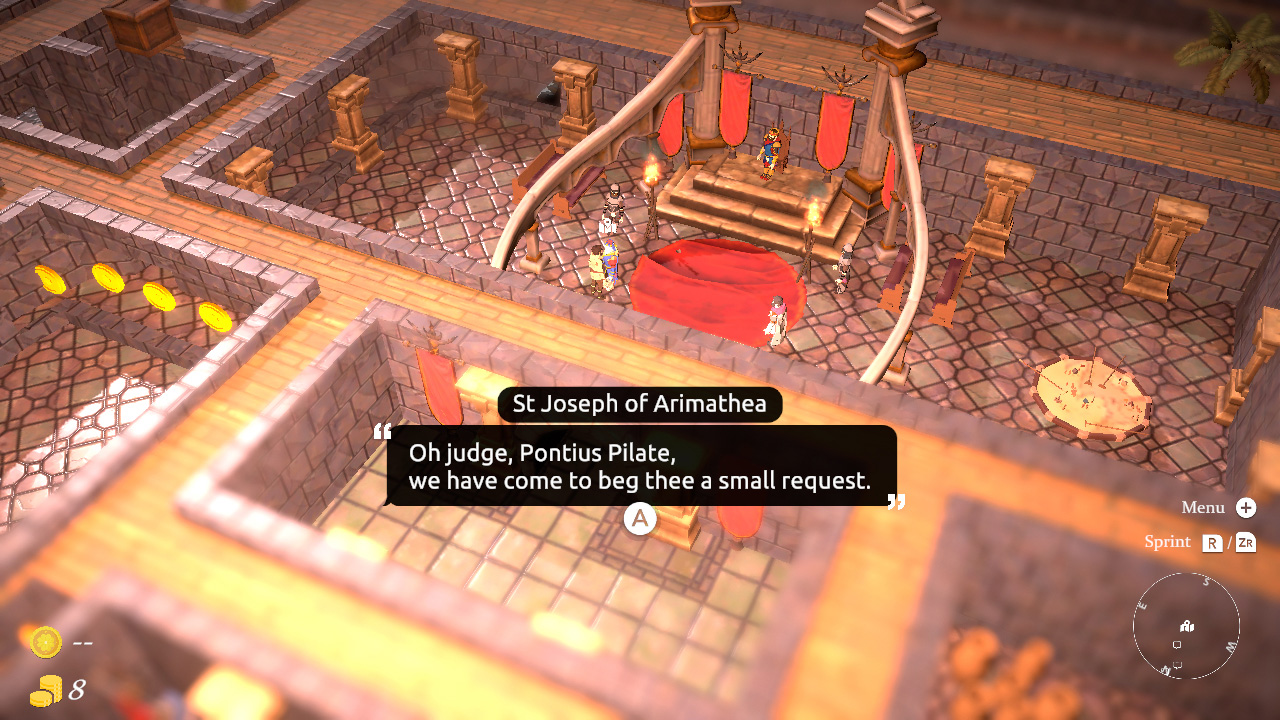 St Joseph of Arimathea
“
Oh judge, Pontius Pilate,
we have come to beg thee a small request.
”
A
Menu +
Sprint R / ZR
S
E
W
N
--
8